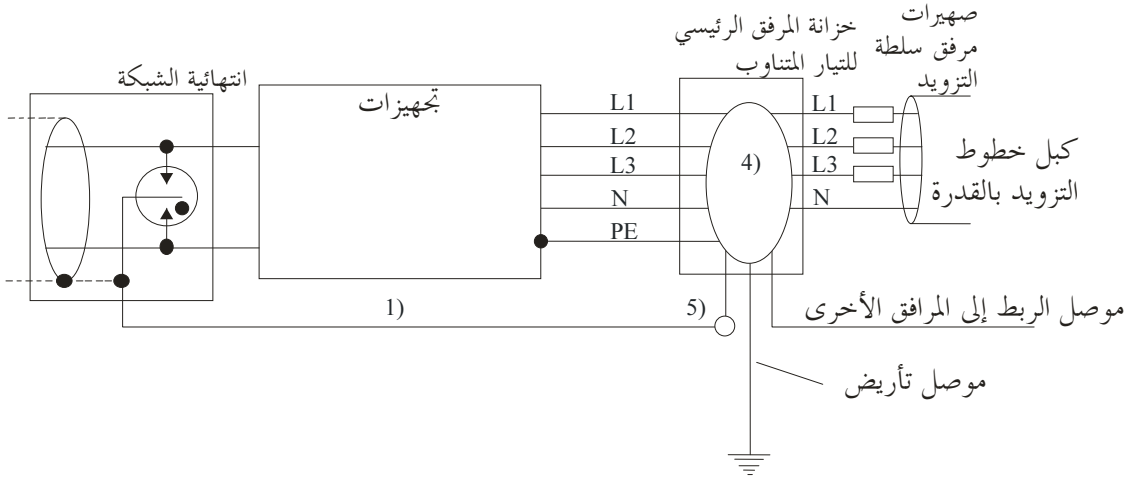 صهيرات
مرفق سلطة
التزويد
خزانة المرفق الرئيسي
للتيار المتناوب
انتهائية الشبكة
تجهيزات
L1
L2
L3
N
PE
4)
L1
L2
L3
N
كبل خطوط
التزويد بالقدرة
1)
5)
موصل الربط إلى المرافق الأخرى
موصل تأريض